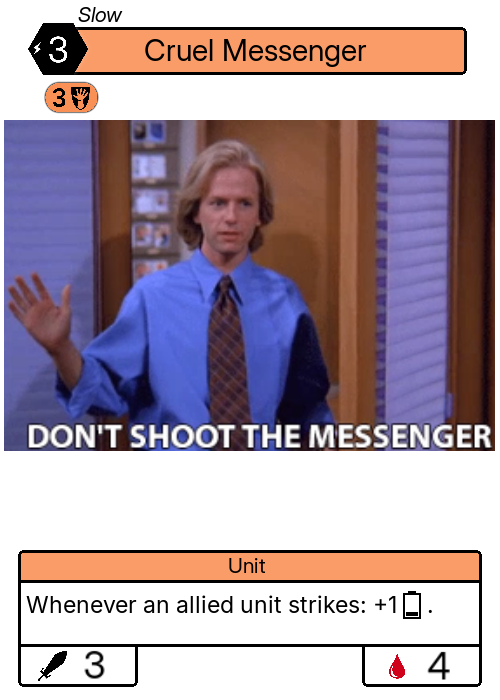 Slow
3
Cruel Messenger
3
DON'T SHOOT THE MESSENGER
Unit
Whenever an allied unit strikes: +1 .
3
4